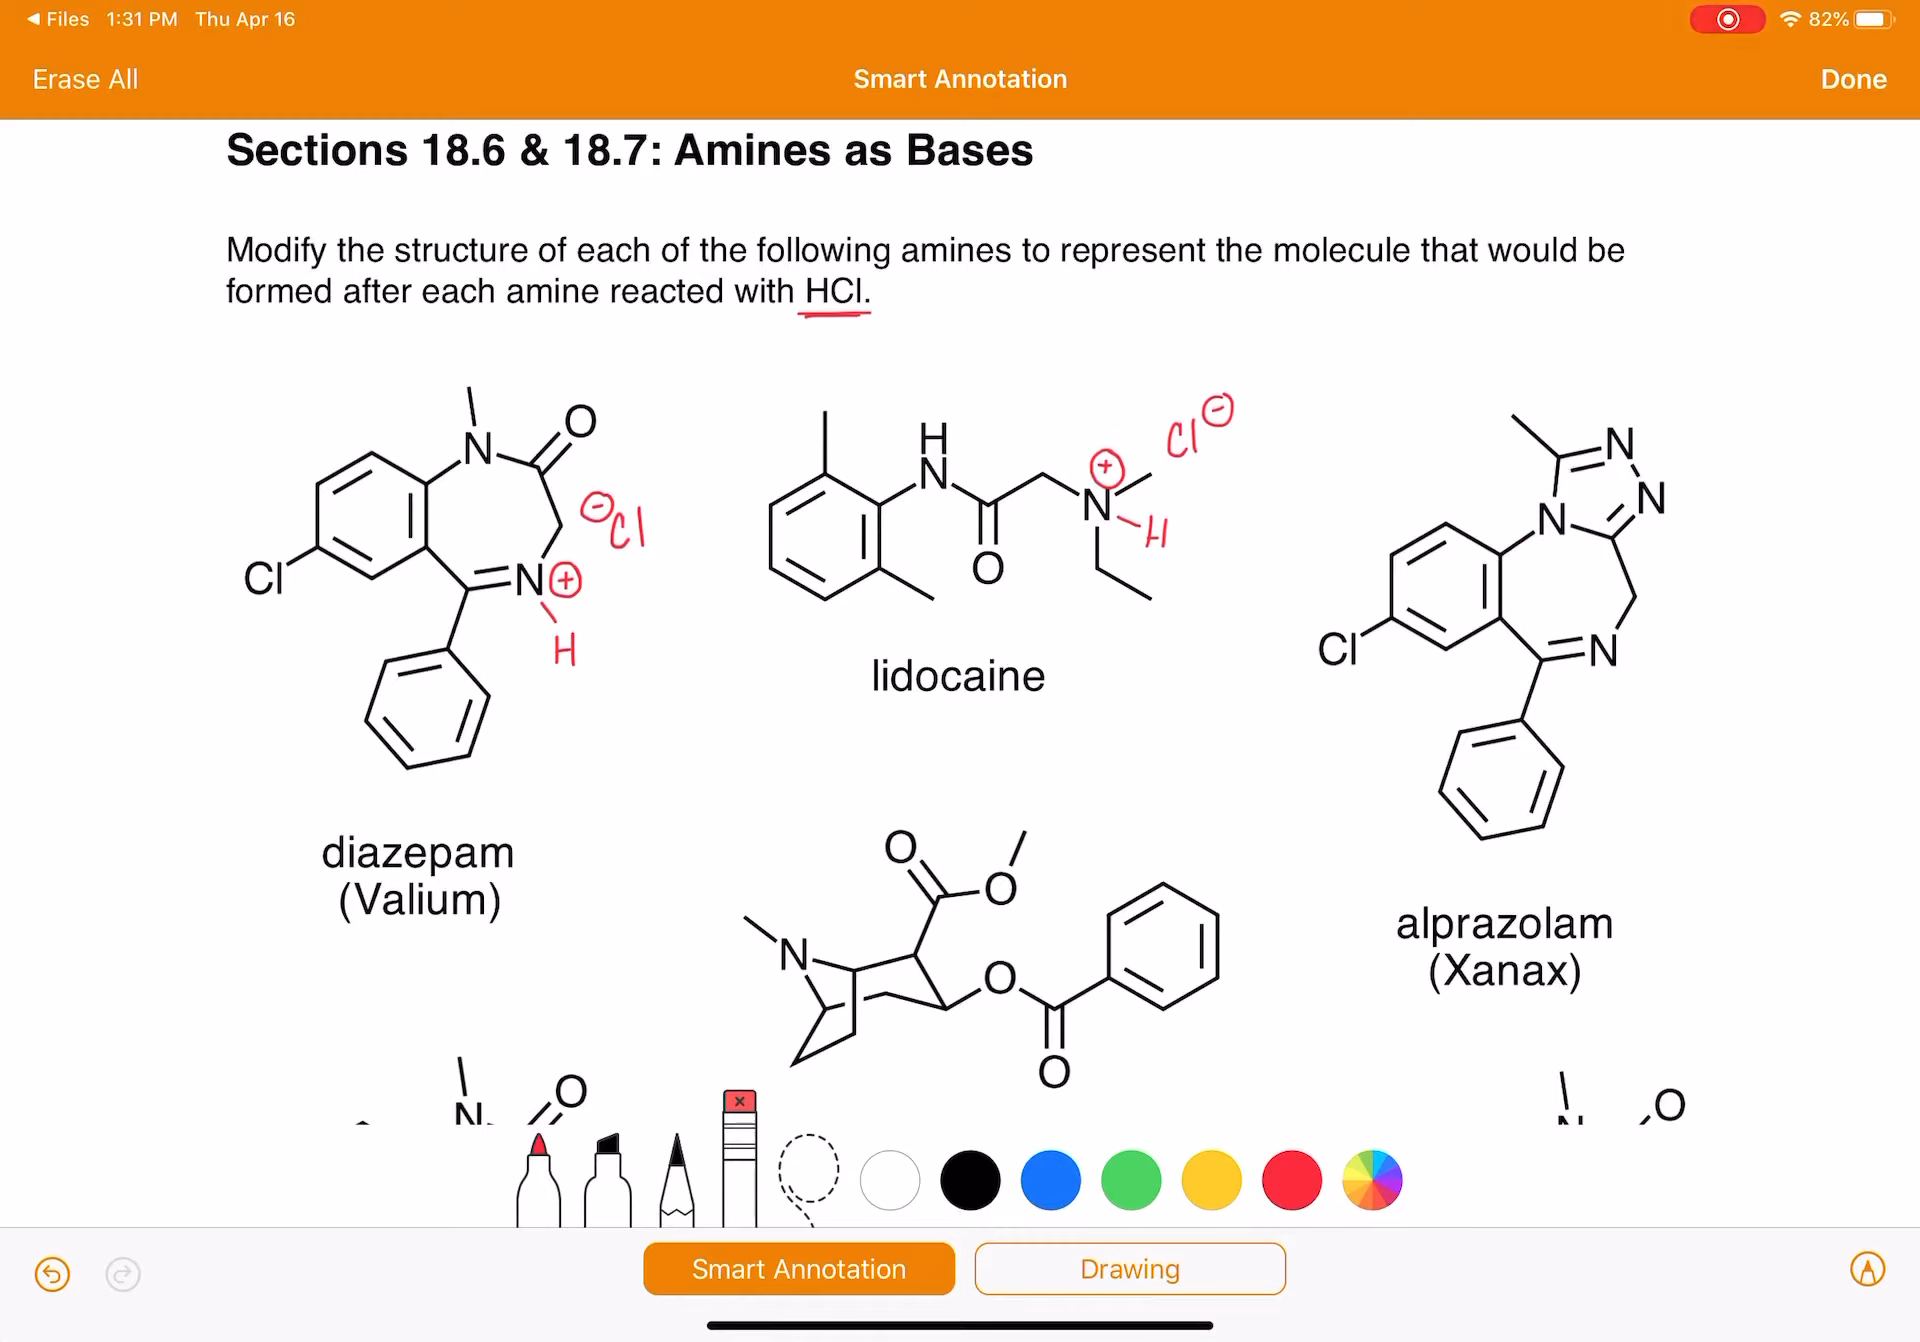 Files 1:31 PM Thu Apr 16
82%
Erase All
Smart Annotation
Done
Sections 18.6 & 18.7: Amines as Bases
Modify the structure of each of the following amines to represent the molecule that would be
formed after each amine reacted with HCl.
N
O
⊖
Cl
Cl
N
⊕
H
H
N
O
N
⊕
H
Cl
⊖
lidocaine
N
N
N
Cl
N
diazepam
(Valium)
O
O
N
O
O
alprazolam
(Xanax)
N
O
N
O
Smart Annotation
Drawing